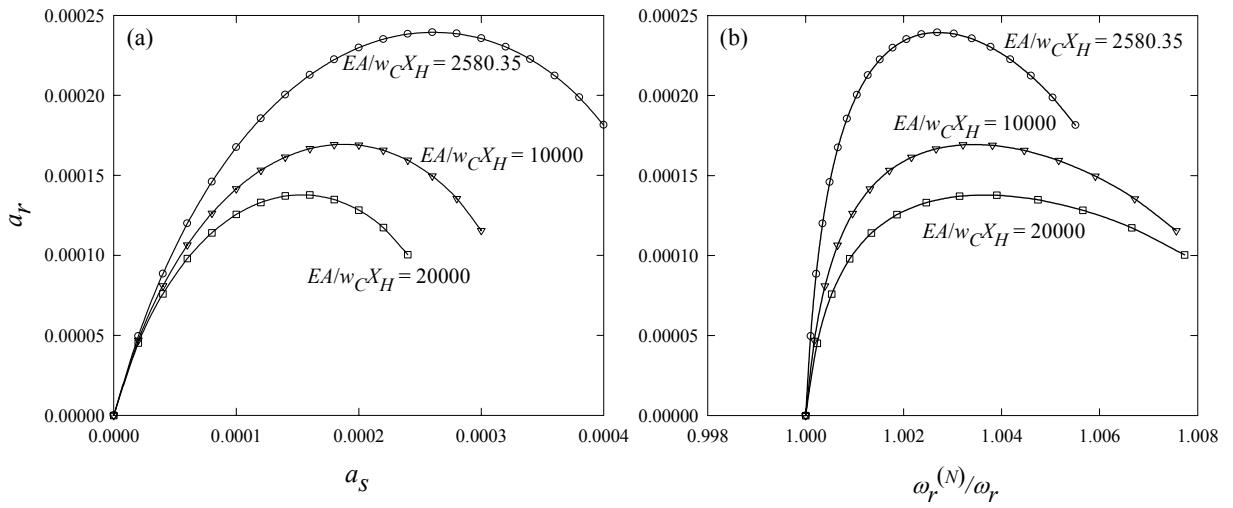 (a)
0.00025
0.00020
0.00015
0.00010
0.00005
0.00000
a_r
EA/w_C X_H = 2580.35
EA/w_C X_H = 10000
EA/w_C X_H = 20000
0.0000 0.0001 0.0002 0.0003 0.0004
a_s
(b)
0.00025
0.00020
0.00015
0.00010
0.00005
0.00000
EA/w_C X_H = 2580.35
EA/w_C X_H = 10000
EA/w_C X_H = 20000
0.998 1.000 1.002 1.004 1.006 1.008
ω_r^(N)/ω_r